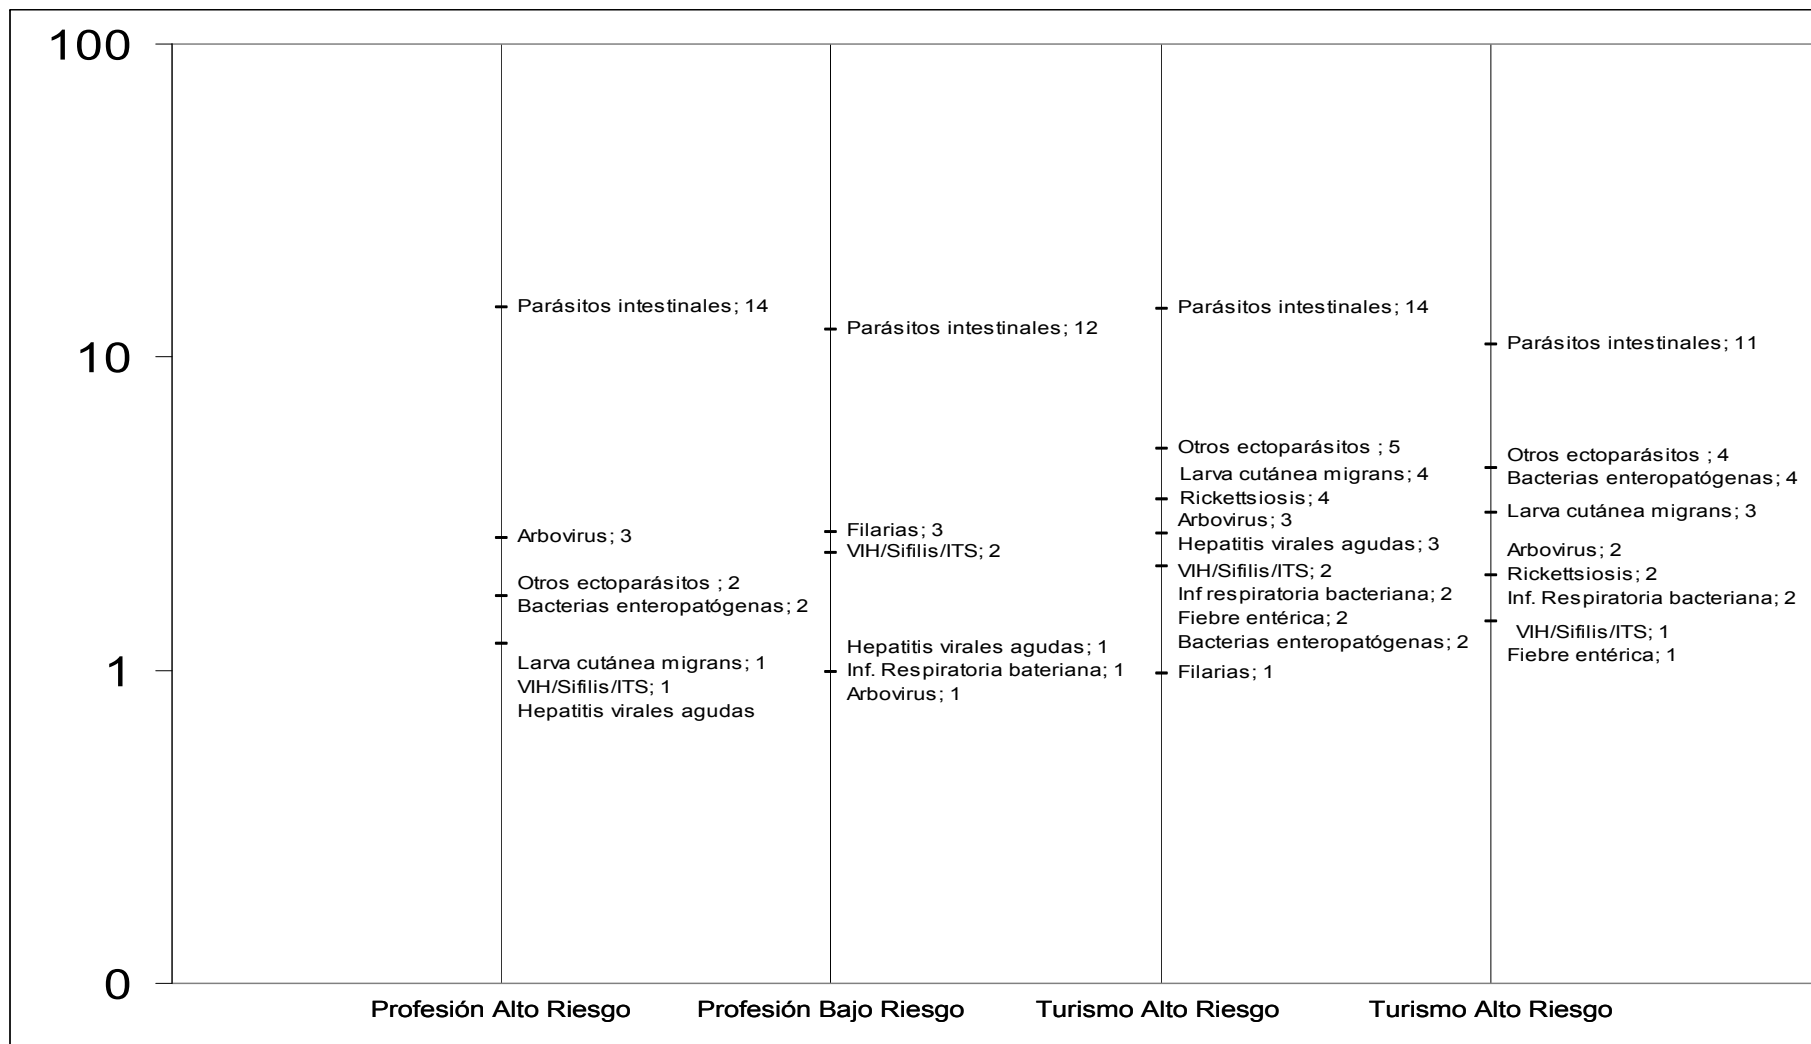 100
10
1
0
Parásitos intestinales; 14
Arbovirus; 3
Otros ectoparásitos ; 2
Bacterias enteropatógenas; 2
Larva cutánea migrans; 1
VIH/Sifilis/ITS; 1
Hepatitis virales agudas
Parásitos intestinales; 12
Filarias; 3
VIH/Sifilis/ITS; 2
Hepatitis virales agudas; 1
Inf. Respiratoria bateriana; 1
Arbovirus; 1
Parásitos intestinales; 14
Otros ectoparásitos ; 5
Larva cutánea migrans; 4
Rickettsiosis; 4
Arbovirus; 3
Hepatitis virales agudas; 3
VIH/Sifilis/ITS; 2
Inf respiratoria bacteriana; 2
Fiebre entérica; 2
Bacterias enteropatógenas; 2
Filarias; 1
Parásitos intestinales; 11
Otros ectoparásitos ; 4
Bacterias enteropatógenas; 4
Larva cutánea migrans; 3
Arbovirus; 2
Rickettsiosis; 2
Inf. Respiratoria bacteriana; 2
VIH/Sifilis/ITS; 1
Fiebre entérica; 1
Profesión Alto Riesgo
Profesión Bajo Riesgo
Turismo Alto Riesgo
Turismo Alto Riesgo